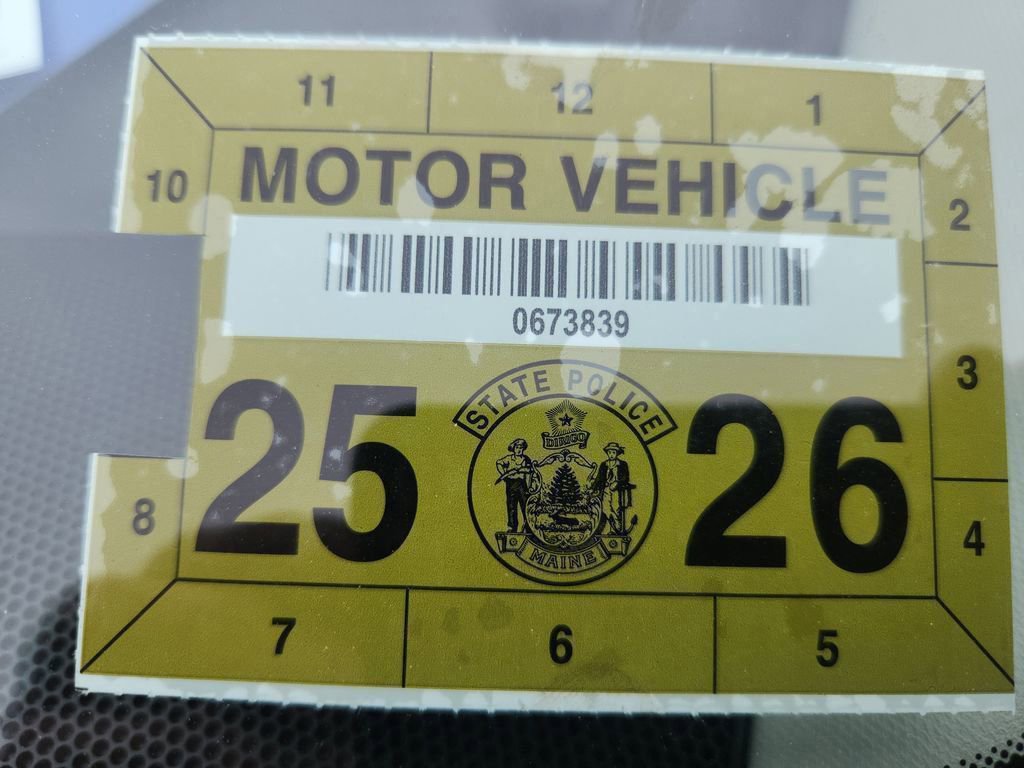 11 12 1
10 MOTOR VEHICLE 2
0673839
3
STATE POLICE
DIRIGO
25 26
MAINE
8 4
7 6 5